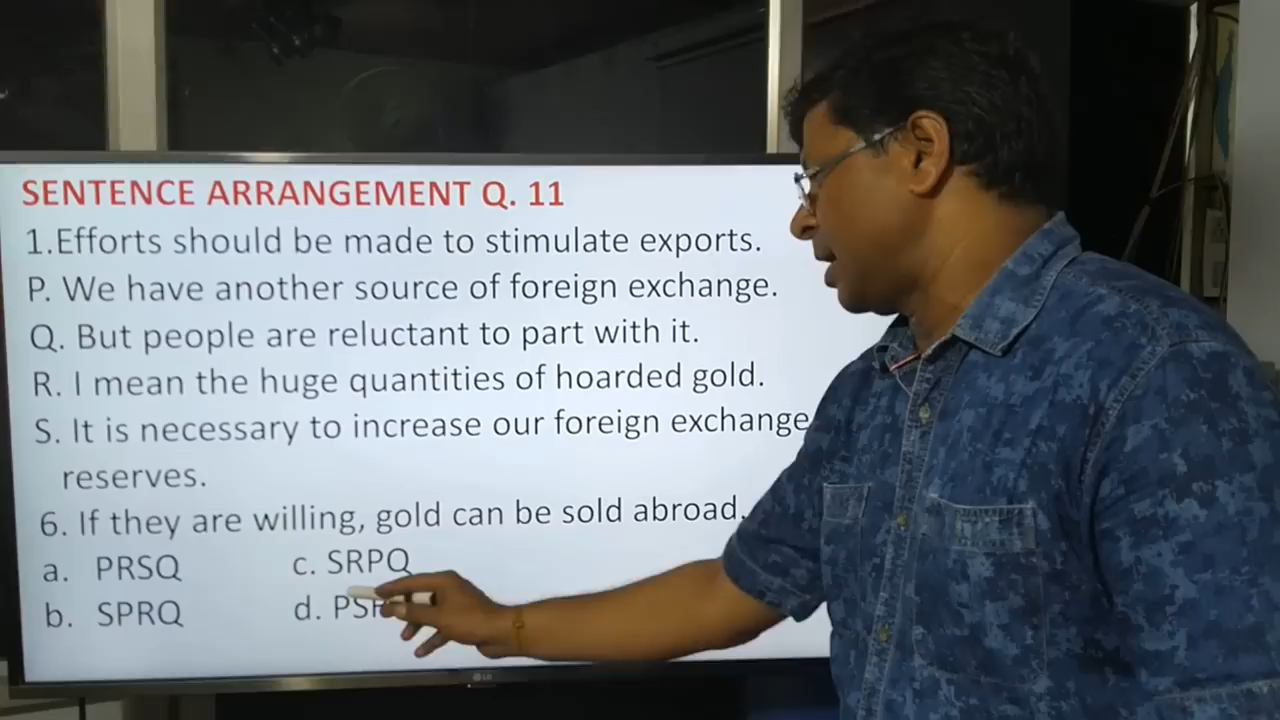 SENTENCE ARRANGEMENT Q. 11
1.Efforts should be made to stimulate exports.
P. We have another source of foreign exchange.
Q. But people are reluctant to part with it.
R. I mean the huge quantities of hoarded gold.
S. It is necessary to increase our foreign exchange
reserves.
6. If they are willing, gold can be sold abroad.
a. PRSQ c. SRPQ
b. SPRQ d.
LG